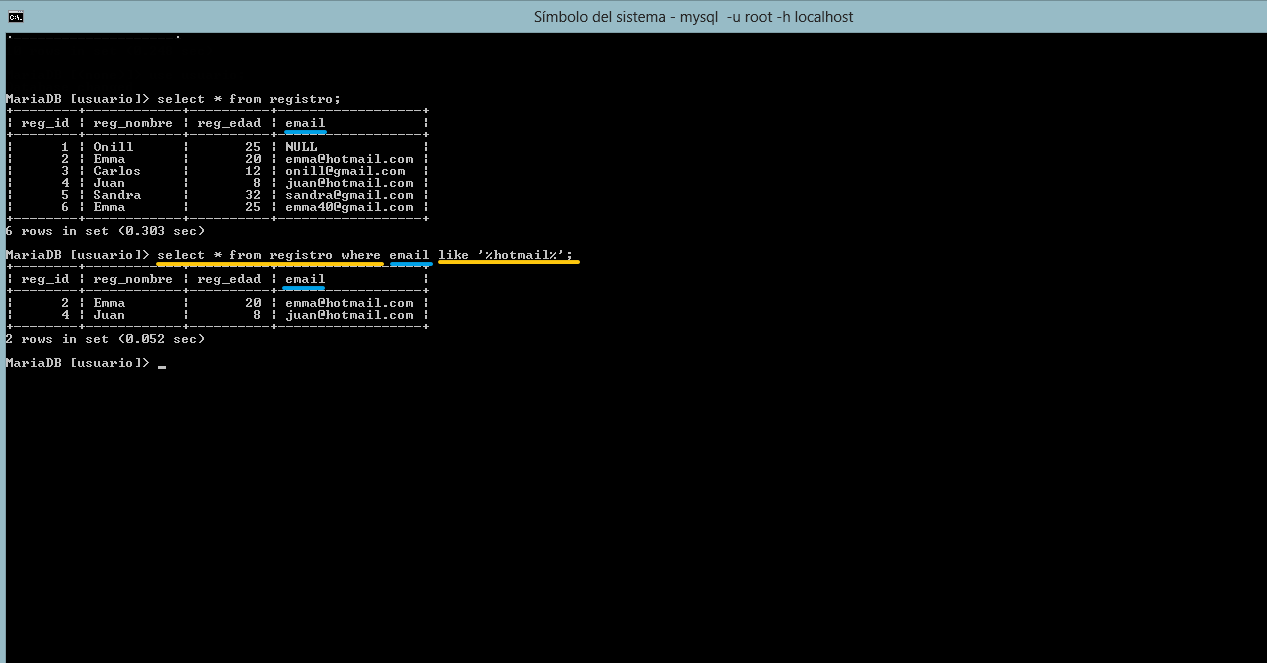 Símbolo del sistema - mysql -u root -h localhost
MariaDB [usuario]> select * from registro;
+--------+------------+----------+------------------+
| reg_id | reg_nombre | reg_edad | email            |
+--------+------------+----------+------------------+
|      1 | Onill      |       25 | NULL             |
|      2 | Emma       |       20 | emma@hotmail.com |
|      3 | Carlos     |       12 | onill@gmail.com  |
|      4 | Juan       |        8 | juan@hotmail.com |
|      5 | Sandra     |       32 | sandra@gmail.com |
|      6 | Emma       |       25 | emma40@gmail.com |
+--------+------------+----------+------------------+
6 rows in set (0.303 sec)
MariaDB [usuario]> select * from registro where email like '%hotmail%';
+--------+------------+----------+------------------+
| reg_id | reg_nombre | reg_edad | email            |
+--------+------------+----------+------------------+
|      2 | Emma       |       20 | emma@hotmail.com |
|      4 | Juan       |        8 | juan@hotmail.com |
+--------+------------+----------+------------------+
2 rows in set (0.052 sec)
MariaDB [usuario]> _